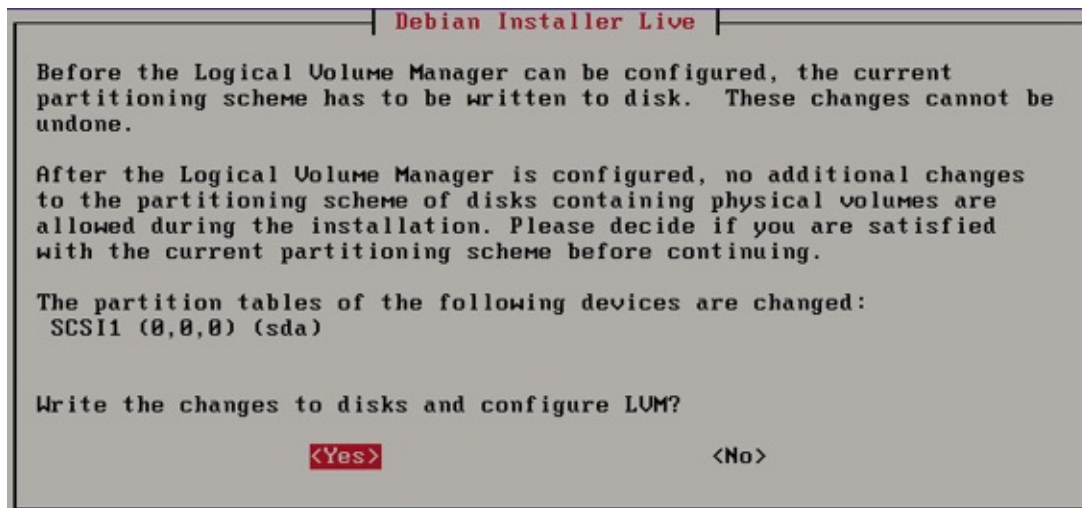 Debian Installer Live
Before the Logical Volume Manager can be configured, the current
partitioning scheme has to be written to disk.  These changes cannot be
undone.
After the Logical Volume Manager is configured, no additional changes
to the partitioning scheme of disks containing physical volumes are
allowed during the installation. Please decide if you are satisfied
with the current partitioning scheme before continuing.
The partition tables of the following devices are changed:
SCSI1 (0,0,0) (sda)
Write the changes to disks and configure LVM?
<Yes> <No>